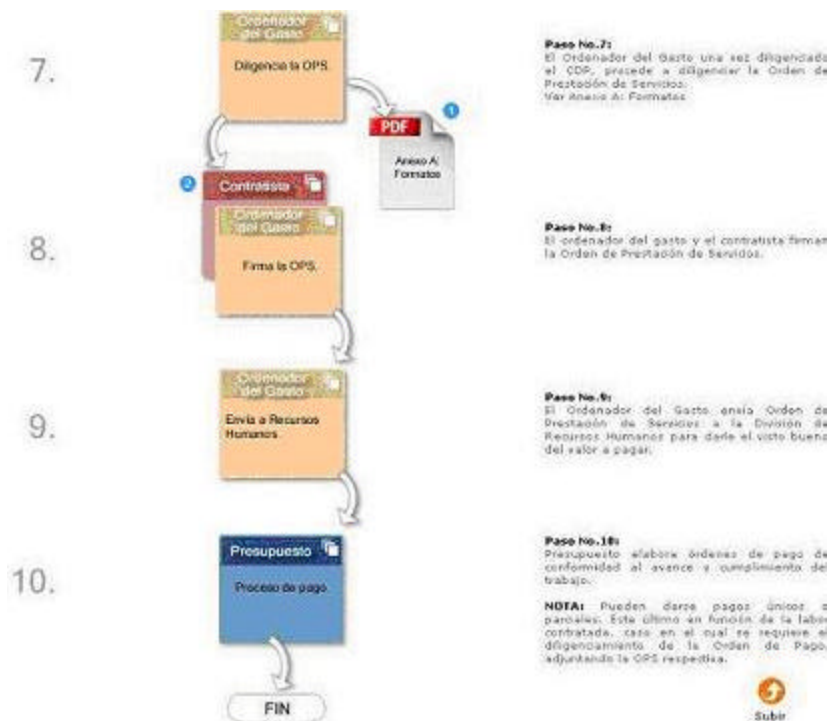 7.
Ordenador
del Gasto
Diligencia la OPS.
PDF
1
Anexo A:
Formatos
Paso No.7:
El Ordenador del Gasto una vez diligenciado
el CDP, procede a diligenciar la Orden de
Prestación de Servicios.
Ver Anexo A: Formatos
8.
2
Contratista
Ordenador
del Gasto
Firma la OPS.
Paso No.8:
El ordenador del gasto y el contratista firman
la Orden de Prestación de Servicios.
9.
Ordenador
del Gasto
Envía a Recursos
Humanos
Paso No.9:
El Ordenador del Gasto envía Orden de
Prestación de Servicios a la División de
Recursos Humanos para darle el visto bueno
del valor a pagar.
10.
Presupuesto
Proceso de pago
Paso No.10:
Presupuesto elabora órdenes de pago de
conformidad al avance y cumplimiento del
trabajo.
NOTA: Pueden darse pagos únicos o
parciales. Este último en función de la labor
contratada, caso en el cual se requiere el
diligenciamiento de la Orden de Pago,
adjuntando la OPS respectiva.
FIN
Subir